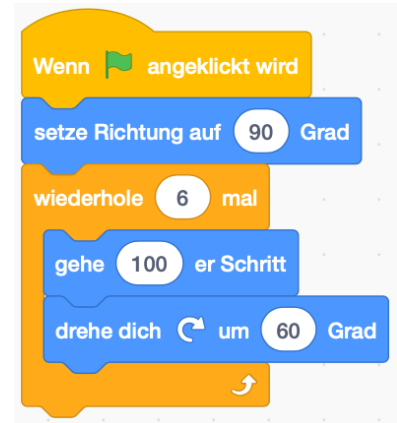 Wenn angeklickt wird
setze Richtung auf 90 Grad
wiederhole 6 mal
gehe 100 er Schritt
drehe dich um 60 Grad